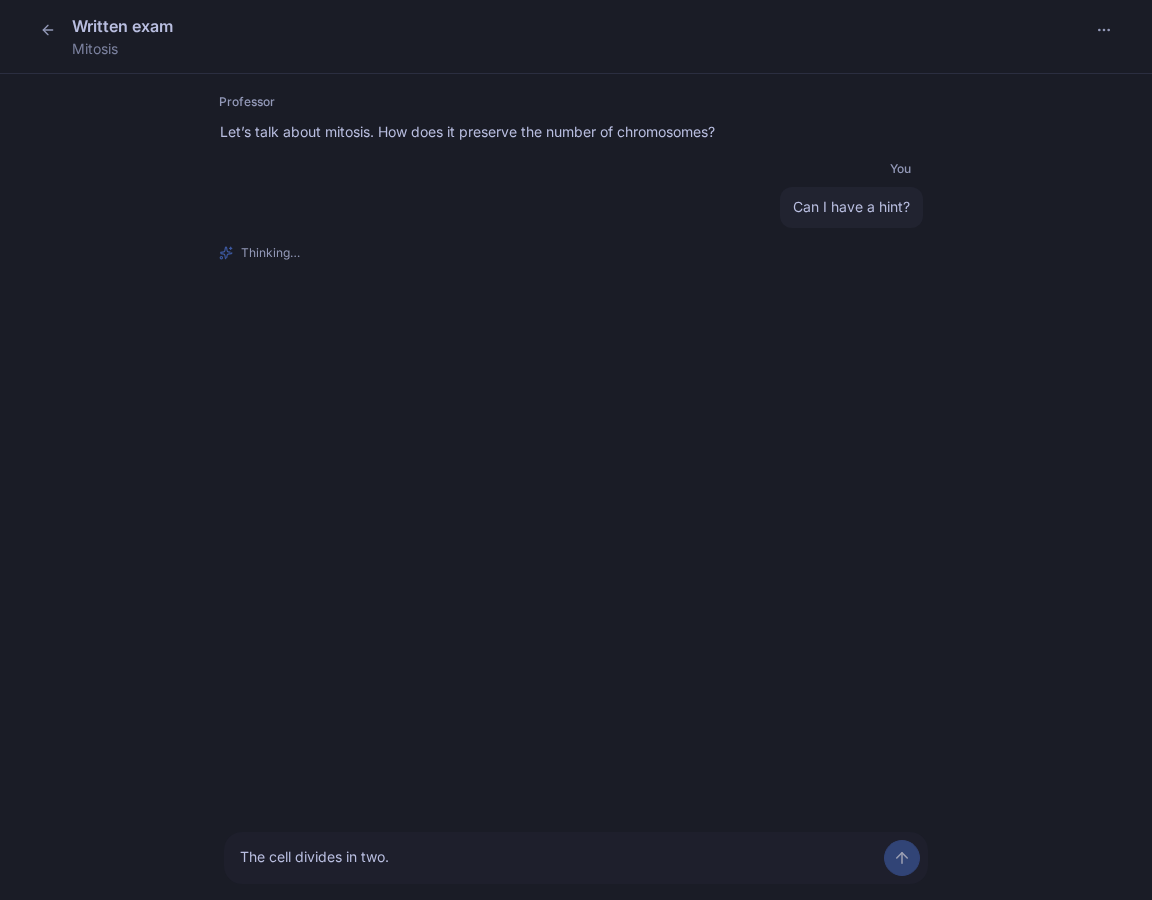 Written exam
Mitosis
Professor
Let’s talk about mitosis. How does it preserve the number of chromosomes?
You
Can I have a hint?
Thinking...
The cell divides in two.